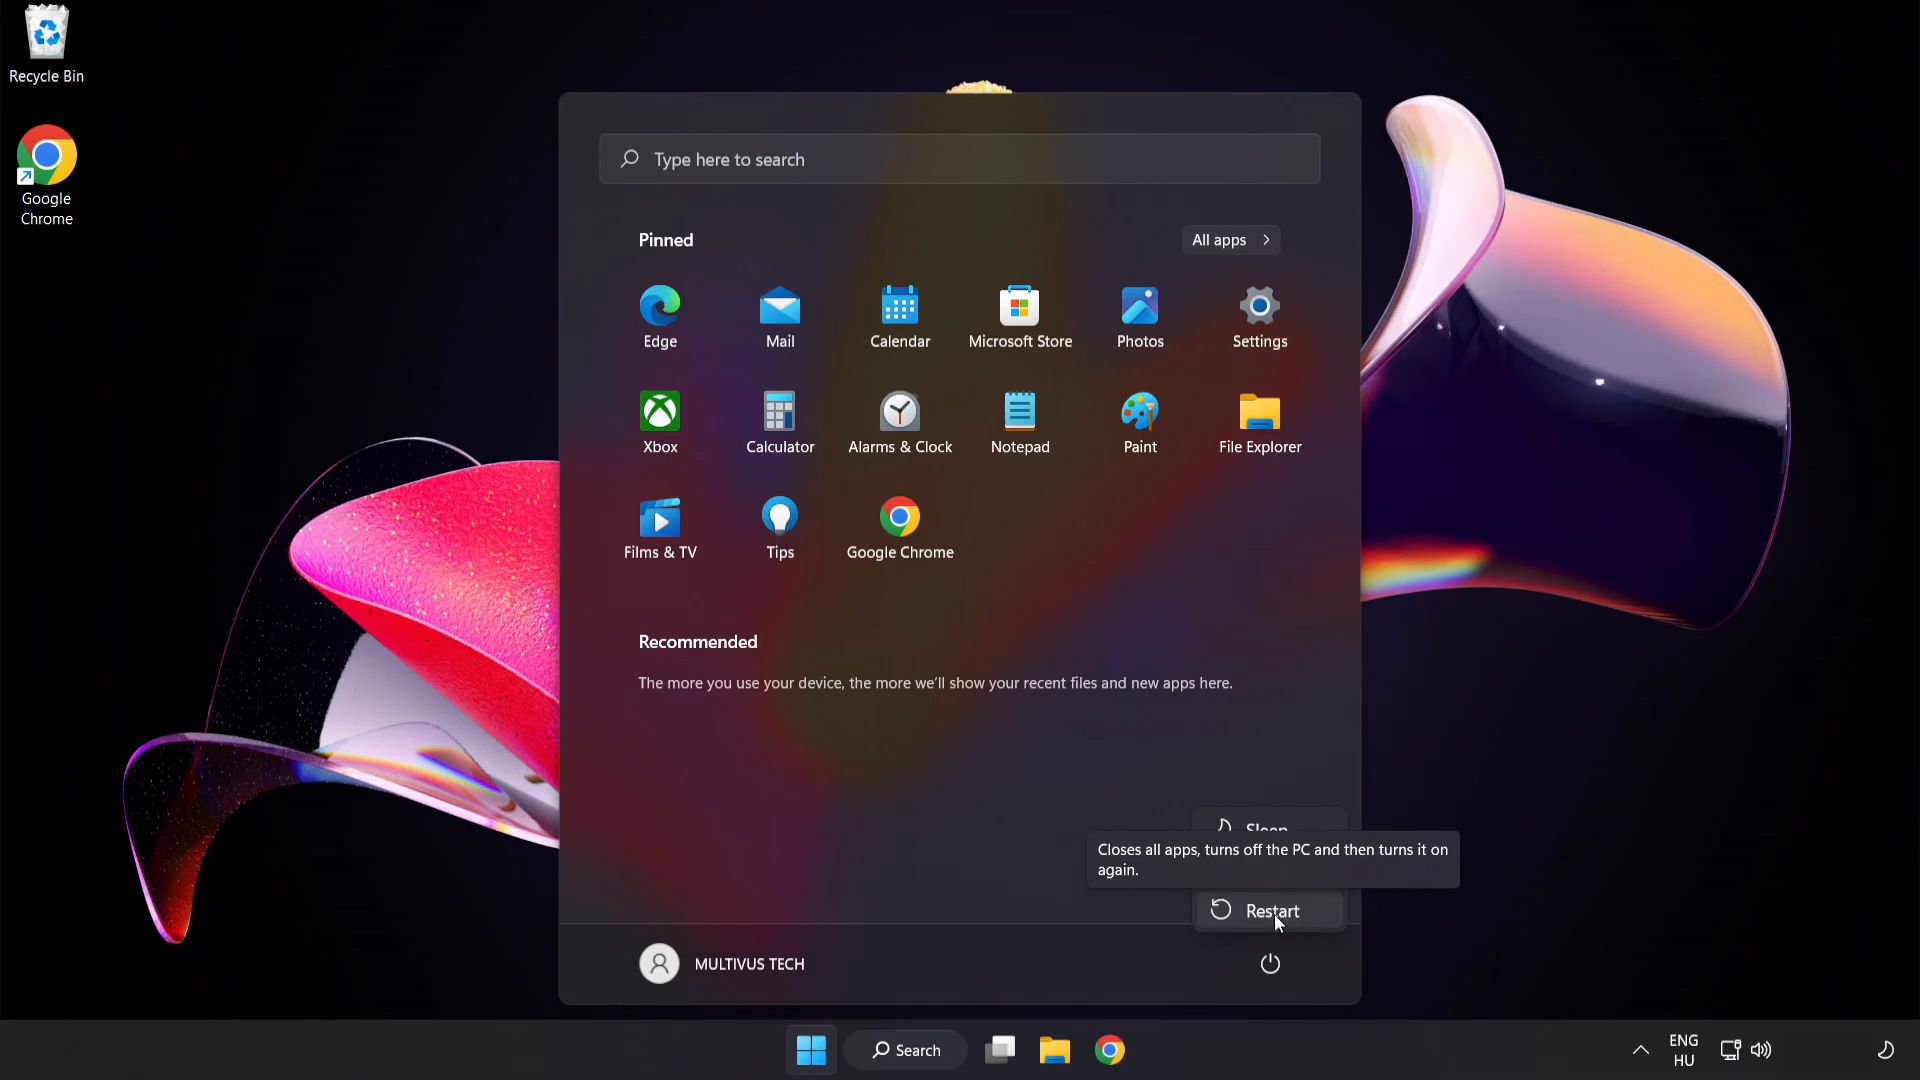 Recycle Bin
Google
Chrome
Type here to search
Pinned
All apps
Edge
Mail
Calendar
Microsoft Store
Photos
Settings
Xbox
Calculator
Alarms & Clock
Notepad
Paint
File Explorer
Films & TV
Tips
Google Chrome
Recommended
The more you use your device, the more we'll show your recent files and new apps here.
Sleep
Closes all apps, turns off the PC and then turns it on
again.
Restart
MULTIVUS TECH
Search
ENG
HU